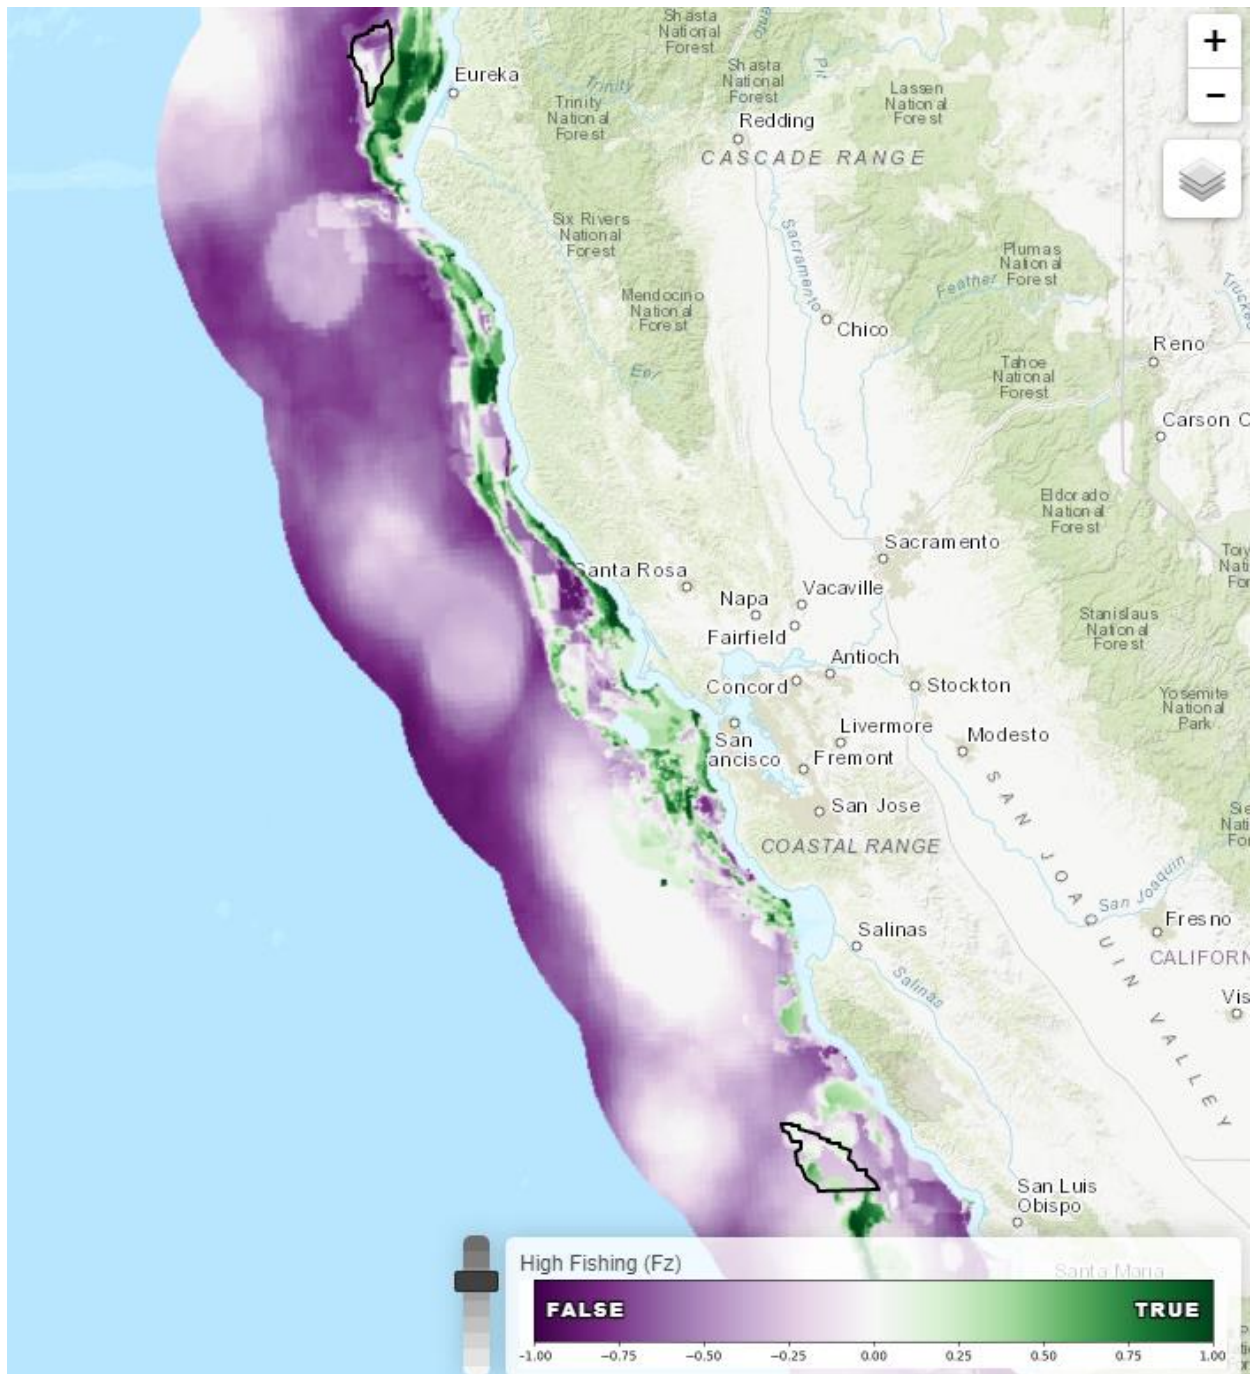 Shasta
National
Forest
Shasta
National
Forest
Pit
Eureka
Trinity
Trinity
National
Forest
Lassen
National
Forest
Redding
CASCADE RANGE
Six Rivers
National
Forest
Sacramento
Plumas
National
Forest
Feather
Mendocino
National
Forest
Chico
Reno
Eel
Tahoe
National
Forest
Carson C
Eldorado
National
Forest
Sacramento
Santa Rosa
Napa
Vacaville
Fairfield
Stanislaus
National
Forest
Antioch
Concord
Stockton
Yosemite
National
Park
San
ancisco
Livermore
Modesto
Fremont
San Jose
COASTAL RANGE
SAN JOAQUIN VALLEY
San Joaquin
Fresno
Salinas
CALIFORN
Salinas
Vis
San Luis
Obispo
Santa Maria
High Fishing (Fz)
FALSE
TRUE
-1.00 -0.75 -0.50 -0.25 0.00 0.25 0.50 0.75 1.00